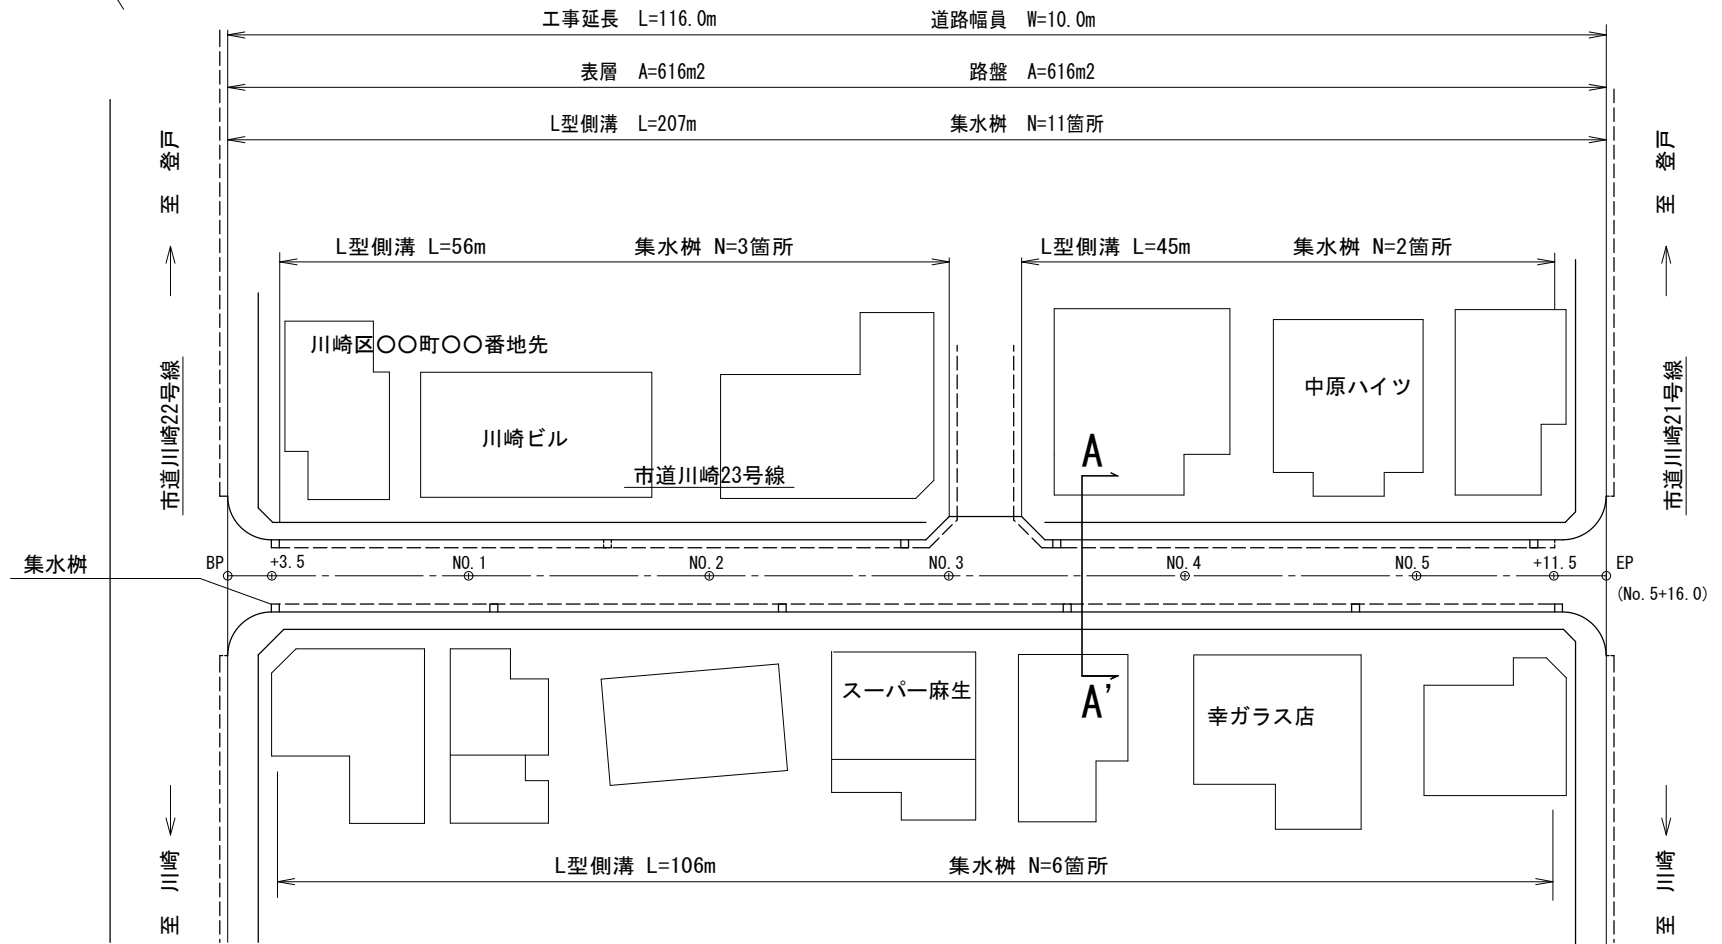 工事延長 L=116.0m 道路幅員 W=10.0m
表層 A=616m2 路盤 A=616m2
L型側溝 L=207m 集水桝 N=11箇所
至 登戸
至 登戸
L型側溝 L=56m 集水桝 N=3箇所
L型側溝 L=45m 集水桝 N=2箇所
川崎区〇〇町〇〇番地先
中原ハイツ
市道川崎22号線
市道川崎21号線
川崎ビル
A
市道川崎23号線
集水桝
BP +3.5 NO.1 NO.2 NO.3 NO.4 NO.5 +11.5 EP
(No.5+16.0)
スーパー麻生
A'
幸ガラス店
L型側溝 L=106m 集水桝 N=6箇所
至 川崎
至 川崎